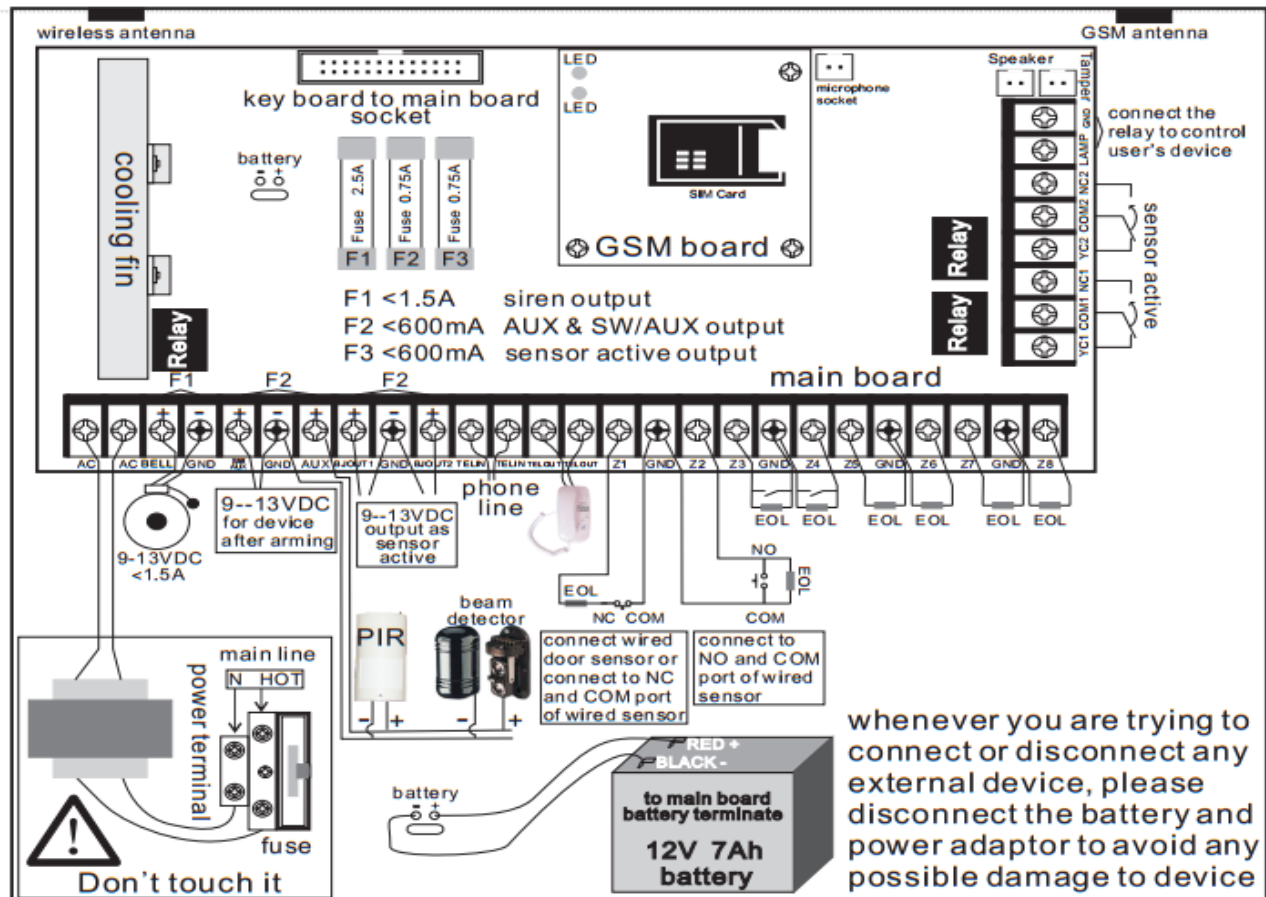 wireless antenna
GSM antenna
key board to main board
socket
LED
LED
microphone
socket
Speaker
Tamper
SIM Card
GSM board
connect the
relay to control
user's device
GND
LAMP
NC2
COM2
YC2
NC1
COM1
YC1
sensor active
cooling fin
battery
- +
Fuse 2.5A
F1
Fuse 0.75A
F2
Fuse 0.75A
F3
Relay
Relay
Relay
F1 <1.5A siren output
F2 <600mA AUX & SW/AUX output
F3 <600mA sensor active output
main board
F1
F2
F2
+ - + - + + - +
AC AC BELL GND GND AUX BJOUT1 GND BJOUT2 TELIN TELIN TELOUT TELOUT Z1 GND Z2 Z3 GND Z4 Z5 GND Z6 Z7 GND Z8
9-13VDC
<1.5A
9--13VDC
for device
after arming
9--13VDC
output as
sensor
active
phone
line
EOL
NC COM
NO
EOL
COM
EOL
EOL
EOL
EOL
EOL
EOL
PIR
- +
beam
detector
- +
connect wired
door sensor or
connect to NC
and COM port
of wired sensor
connect to
NO and COM
port of wired
sensor
main line
N HOT
power terminal
fuse
Don't touch it
battery
- +
RED +
BLACK -
to main board
battery terminate
12V 7Ah
battery
whenever you are trying to
connect or disconnect any
external device, please
disconnect the battery and
power adaptor to avoid any
possible damage to device